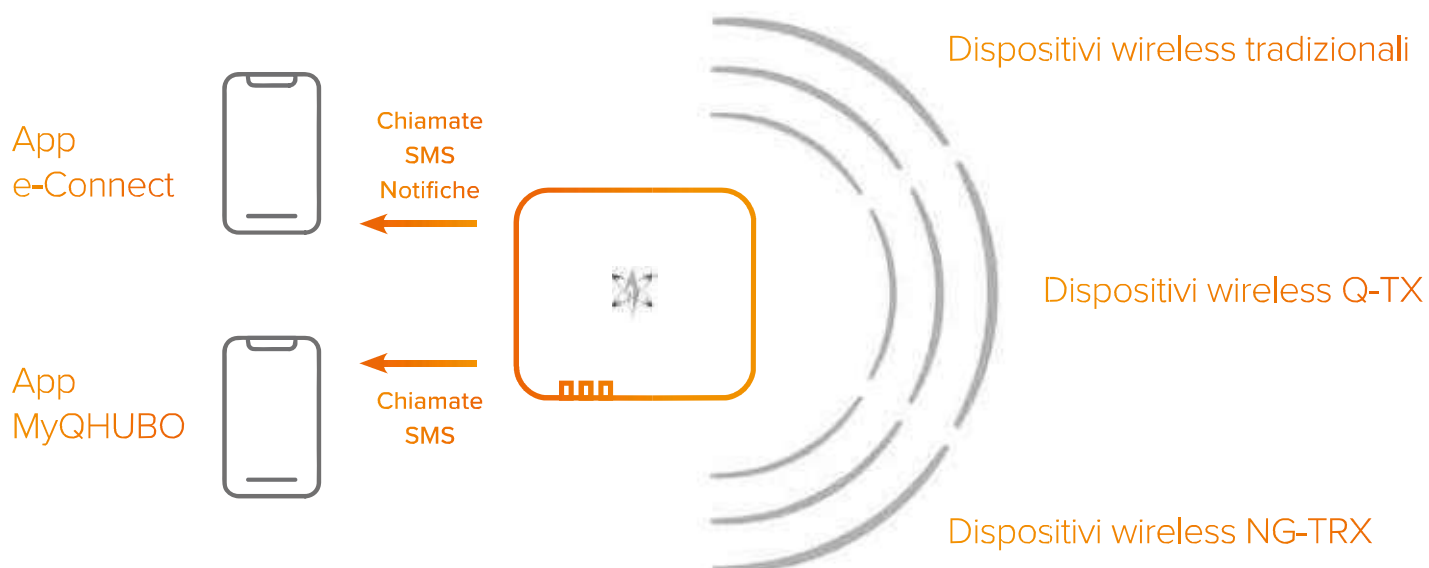 App
e-Connect
Chiamate
SMS
Notifiche
App
MyQHUBO
Chiamate
SMS
Dispositivi wireless tradizionali
Dispositivi wireless Q-TX
Dispositivi wireless NG-TRX